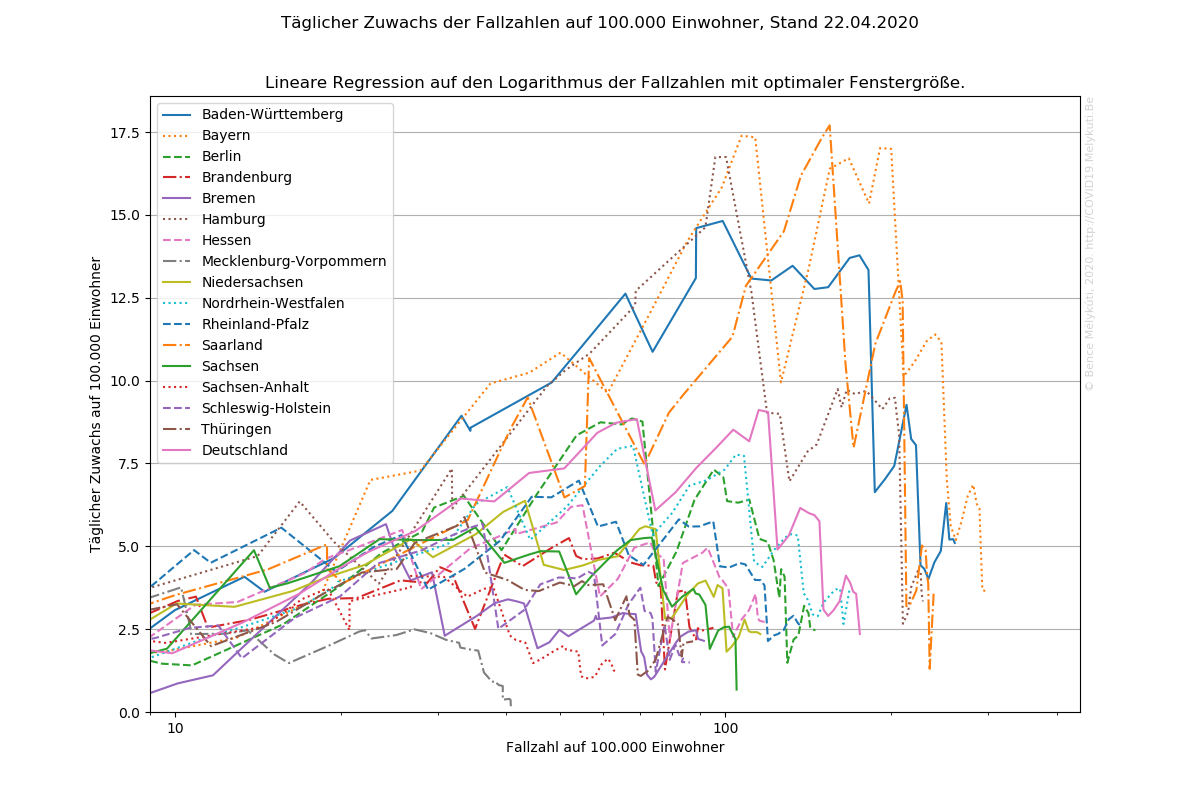 Täglicher Zuwachs der Fallzahlen auf 100.000 Einwohner, Stand 22.04.2020
Lineare Regression auf den Logarithmus der Fallzahlen mit optimaler Fenstergröße.
Täglicher Zuwachs auf 100.000 Einwohner
17.5
15.0
12.5
10.0
7.5
5.0
2.5
0.0
Baden-Württemberg
Bayern
Berlin
Brandenburg
Bremen
Hamburg
Hessen
Mecklenburg-Vorpommern
Niedersachsen
Nordrhein-Westfalen
Rheinland-Pfalz
Saarland
Sachsen
Sachsen-Anhalt
Schleswig-Holstein
Thüringen
Deutschland
© Bence Mélykúti, 2020. http://COVID19.Melykuti.Be
10 100
Fallzahl auf 100.000 Einwohner